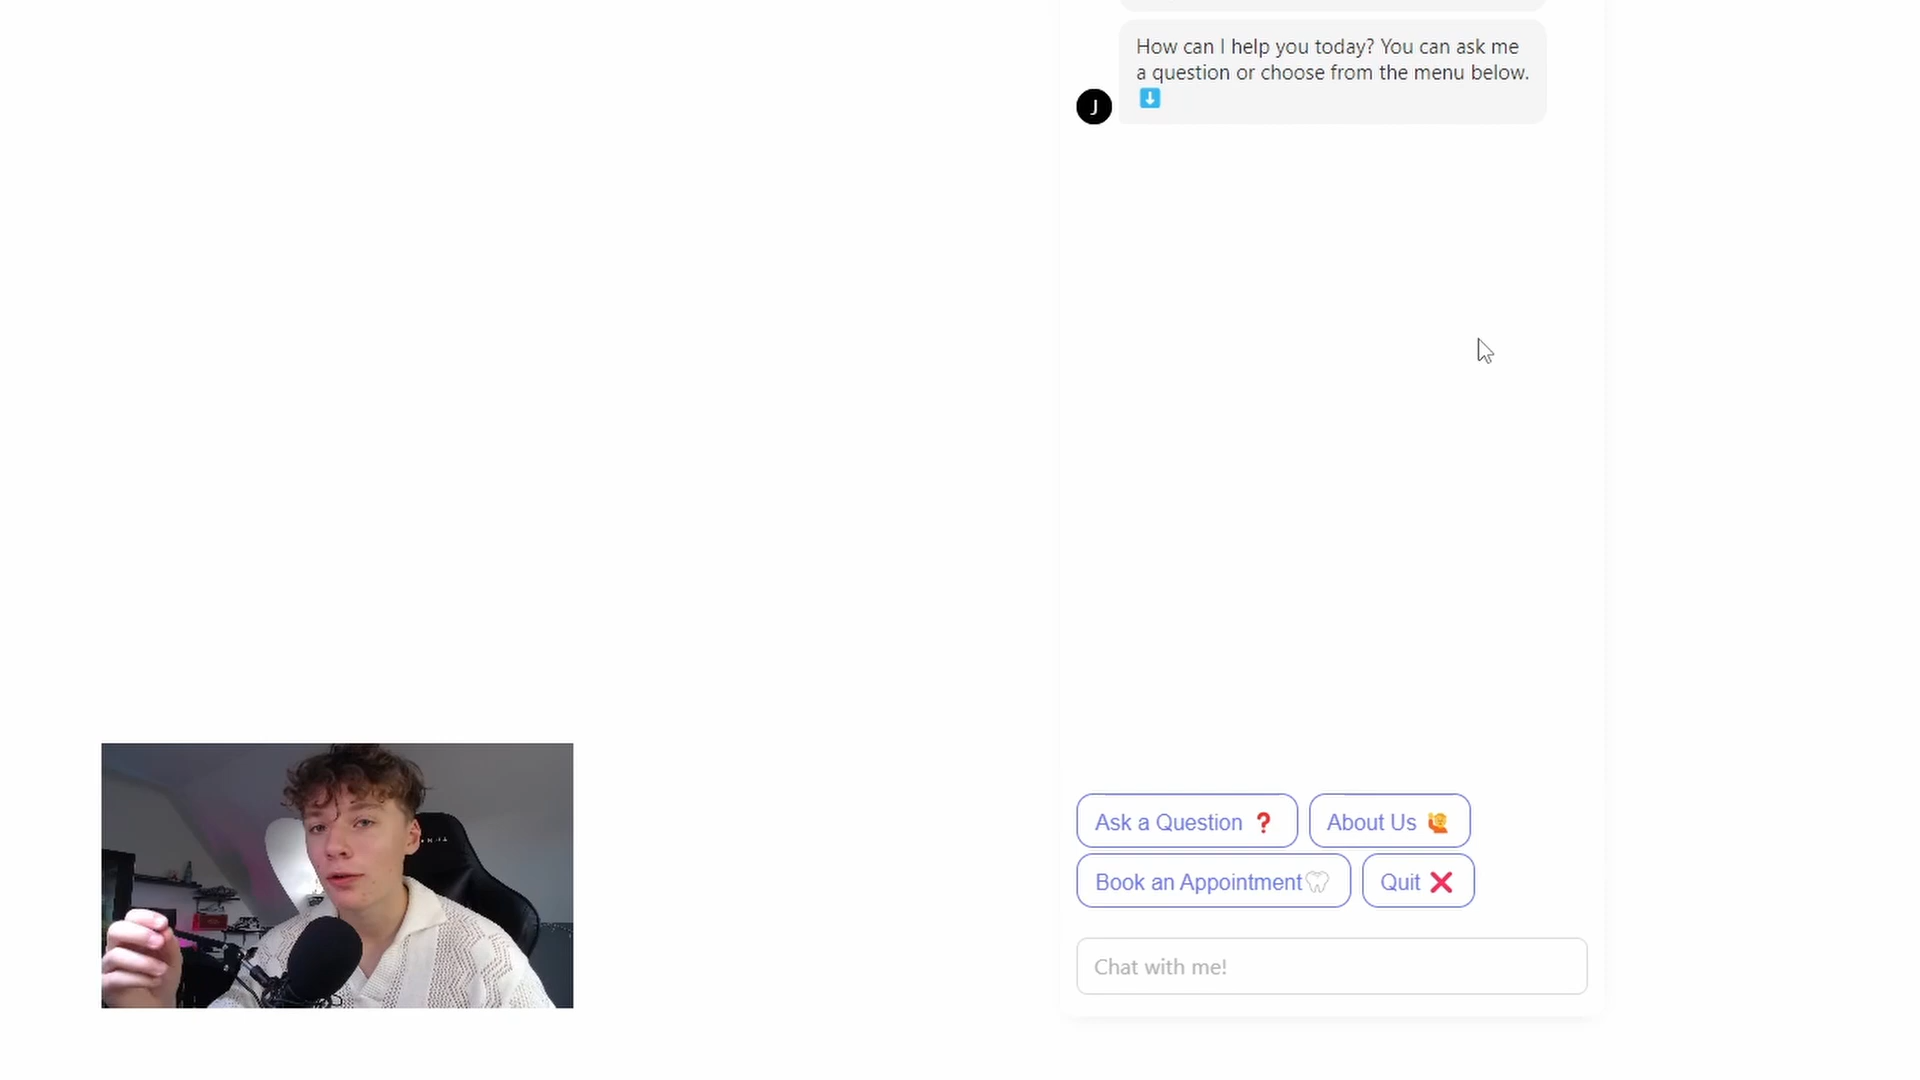 How can I help you today? You can ask me
a question or choose from the menu below.
⬇️
J
Ask a Question ❓
About Us 🙋
Book an Appointment🦷
Quit ❌
Chat with me!